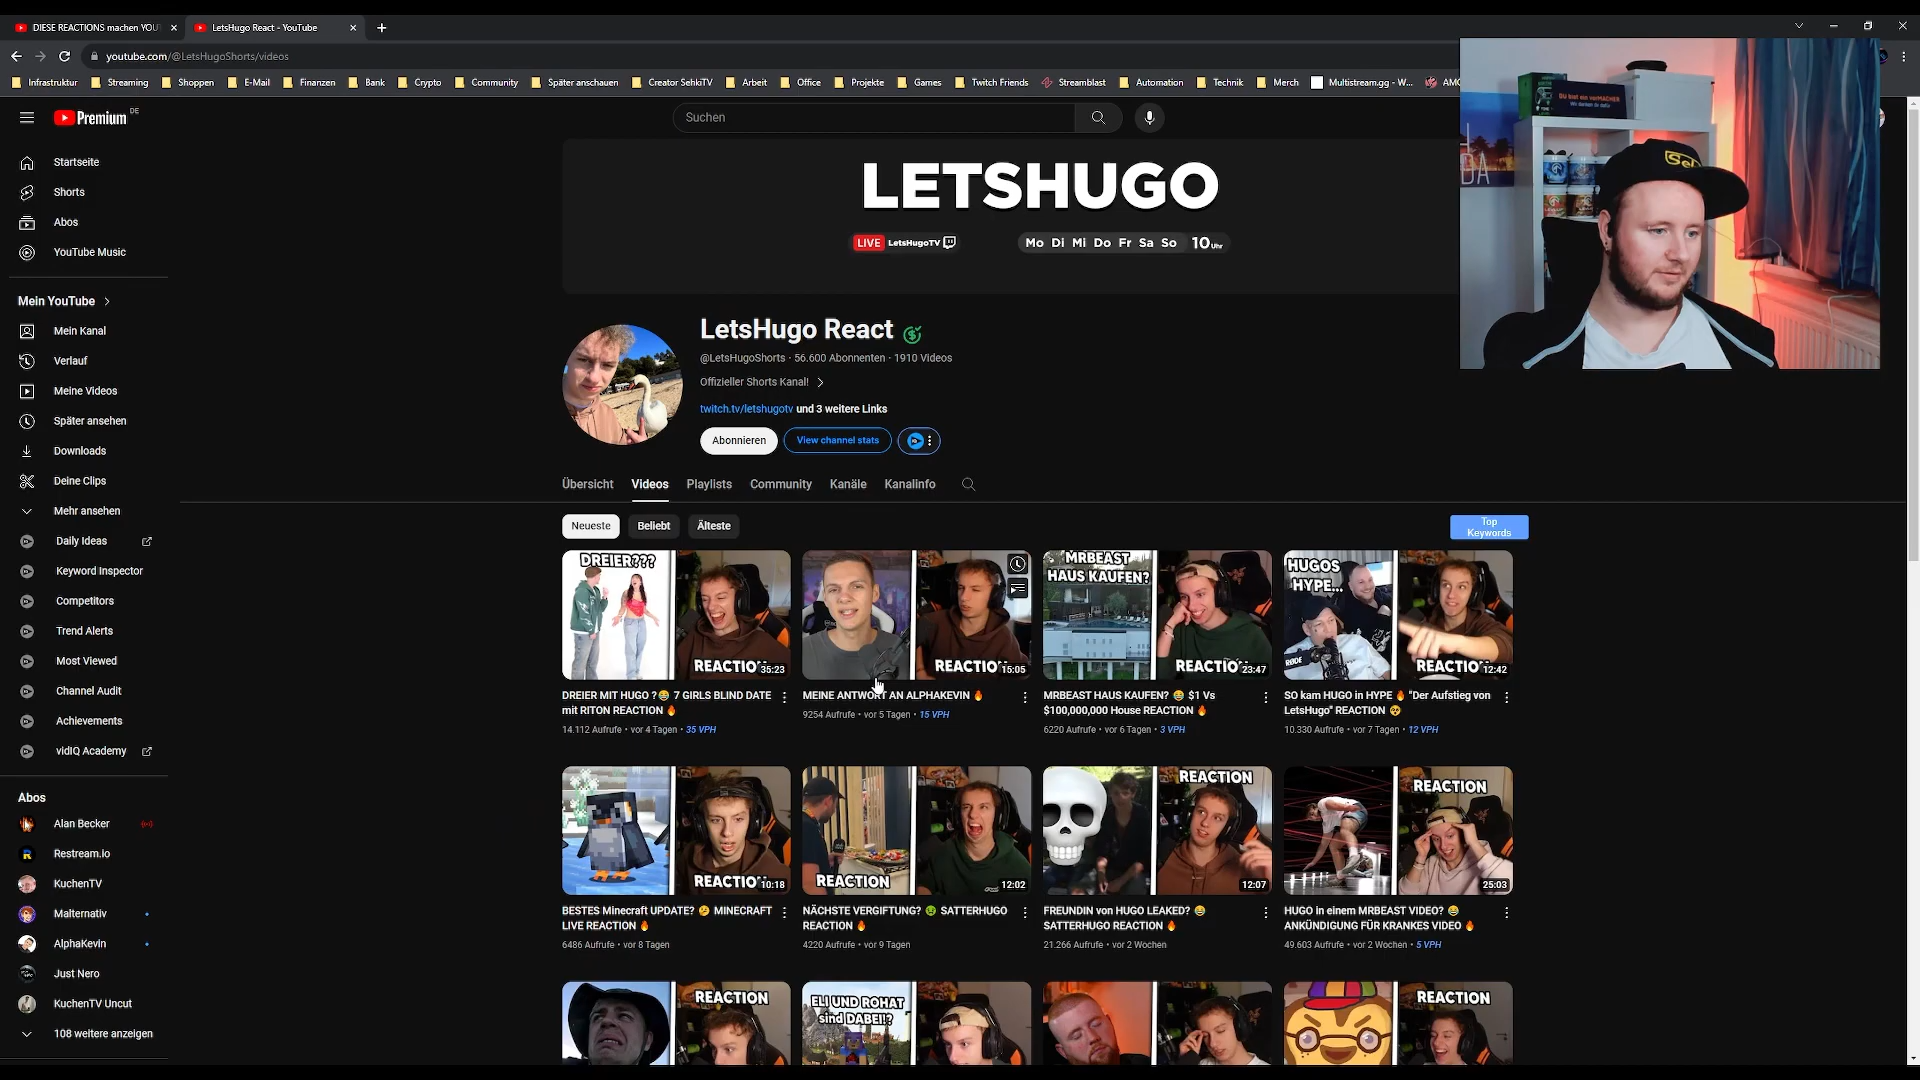 DIESE REACTIONS machen YOU
LetsHugo React - YouTube
youtube.com/@LetsHugoShorts/videos
Infrastruktur
Streaming
Shoppen
E-Mail
Finanzen
Bank
Crypto
Community
Später anschauen
Creator SehkiTV
Arbeit
Office
Projekte
Games
Twitch Friends
Streamblast
Automation
Technik
Merch
Multistream.gg - W...
Premium DE
Suchen
Startseite
Shorts
Abos
YouTube Music
Mein YouTube
Mein Kanal
Verlauf
Meine Videos
Später ansehen
Downloads
Deine Clips
Mehr ansehen
Daily Ideas
Keyword Inspector
Competitors
Trend Alerts
Most Viewed
Channel Audit
Achievements
vidIQ Academy
Abos
Alan Becker
Restream.io
KuchenTV
Malternativ
AlphaKevin
Just Nero
KuchenTV Uncut
108 weitere anzeigen
LETSHUGO
LIVE LetsHugoTV
Mo Di Mi Do Fr Sa So 10 Uhr
LetsHugo React
@LetsHugoShorts · 56.600 Abonnenten · 1910 Videos
Offizieller Shorts Kanal!
twitch.tv/letshugotv und 3 weitere Links
Abonnieren
View channel stats
Übersicht
Videos
Playlists
Community
Kanäle
Kanalinfo
Neueste
Beliebt
Älteste
Top
Keywords
DREIER???
REACTION
35:23
DREIER MIT HUGO ?😂 7 GIRLS BLIND DATE
mit RITON REACTION 🔥
14.112 Aufrufe · vor 4 Tagen · 35 VPH
REACTION
15:05
MEINE ANTWORT AN ALPHAKEVIN 🔥
9254 Aufrufe · vor 5 Tagen · 15 VPH
MRBEAST
HAUS KAUFEN?
REACTION
23:47
MRBEAST HAUS KAUFEN? 😂 $1 Vs
$100,000,000 House REACTION 🔥
6220 Aufrufe · vor 6 Tagen · 3 VPH
HUGOS
HYPE...
RØDE
REACTION
12:42
SO kam HUGO in HYPE 🔥 "Der Aufstieg von
LetsHugo" REACTION 🥺
10.330 Aufrufe · vor 7 Tagen · 12 VPH
REACTION
10:18
BESTES Minecraft UPDATE? 🤔 MINECRAFT
LIVE REACTION 🔥
6486 Aufrufe · vor 8 Tagen
REACTION
12:02
NÄCHSTE VERGIFTUNG? 🤢 SATTERHUGO
REACTION 🔥
4220 Aufrufe · vor 9 Tagen
REACTION
12:07
FREUNDIN von HUGO LEAKED? 😂
SATTERHUGO REACTION 🔥
21.266 Aufrufe · vor 2 Wochen
REACTION
25:03
HUGO in einem MRBEAST VIDEO? 😂
ANKÜNDIGUNG FÜR KRANKES VIDEO 🔥
49.603 Aufrufe · vor 2 Wochen · 5 VPH
REACTION
ELI UND ROHAT
sind DABEI!?
REACTION